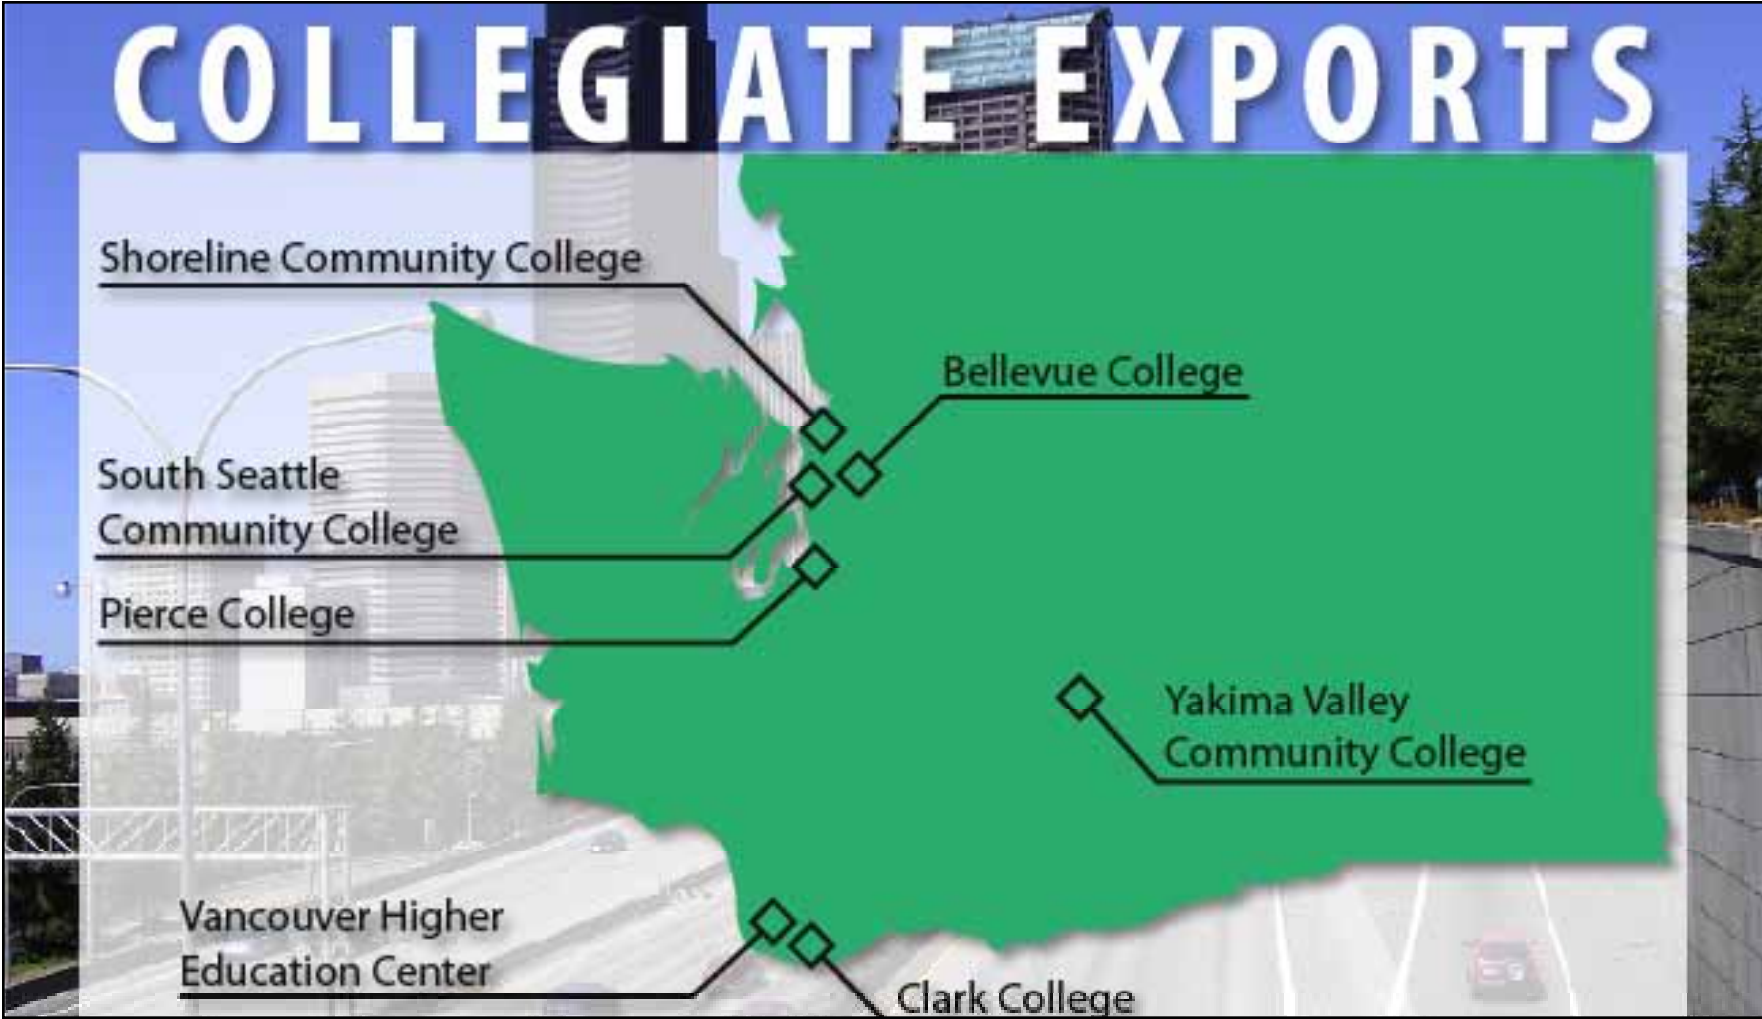 COLLEGIATE EXPORTS
Shoreline Community College
Bellevue College
South Seattle
Community College
Pierce College
Yakima Valley
Community College
Vancouver Higher
Education Center
Clark College